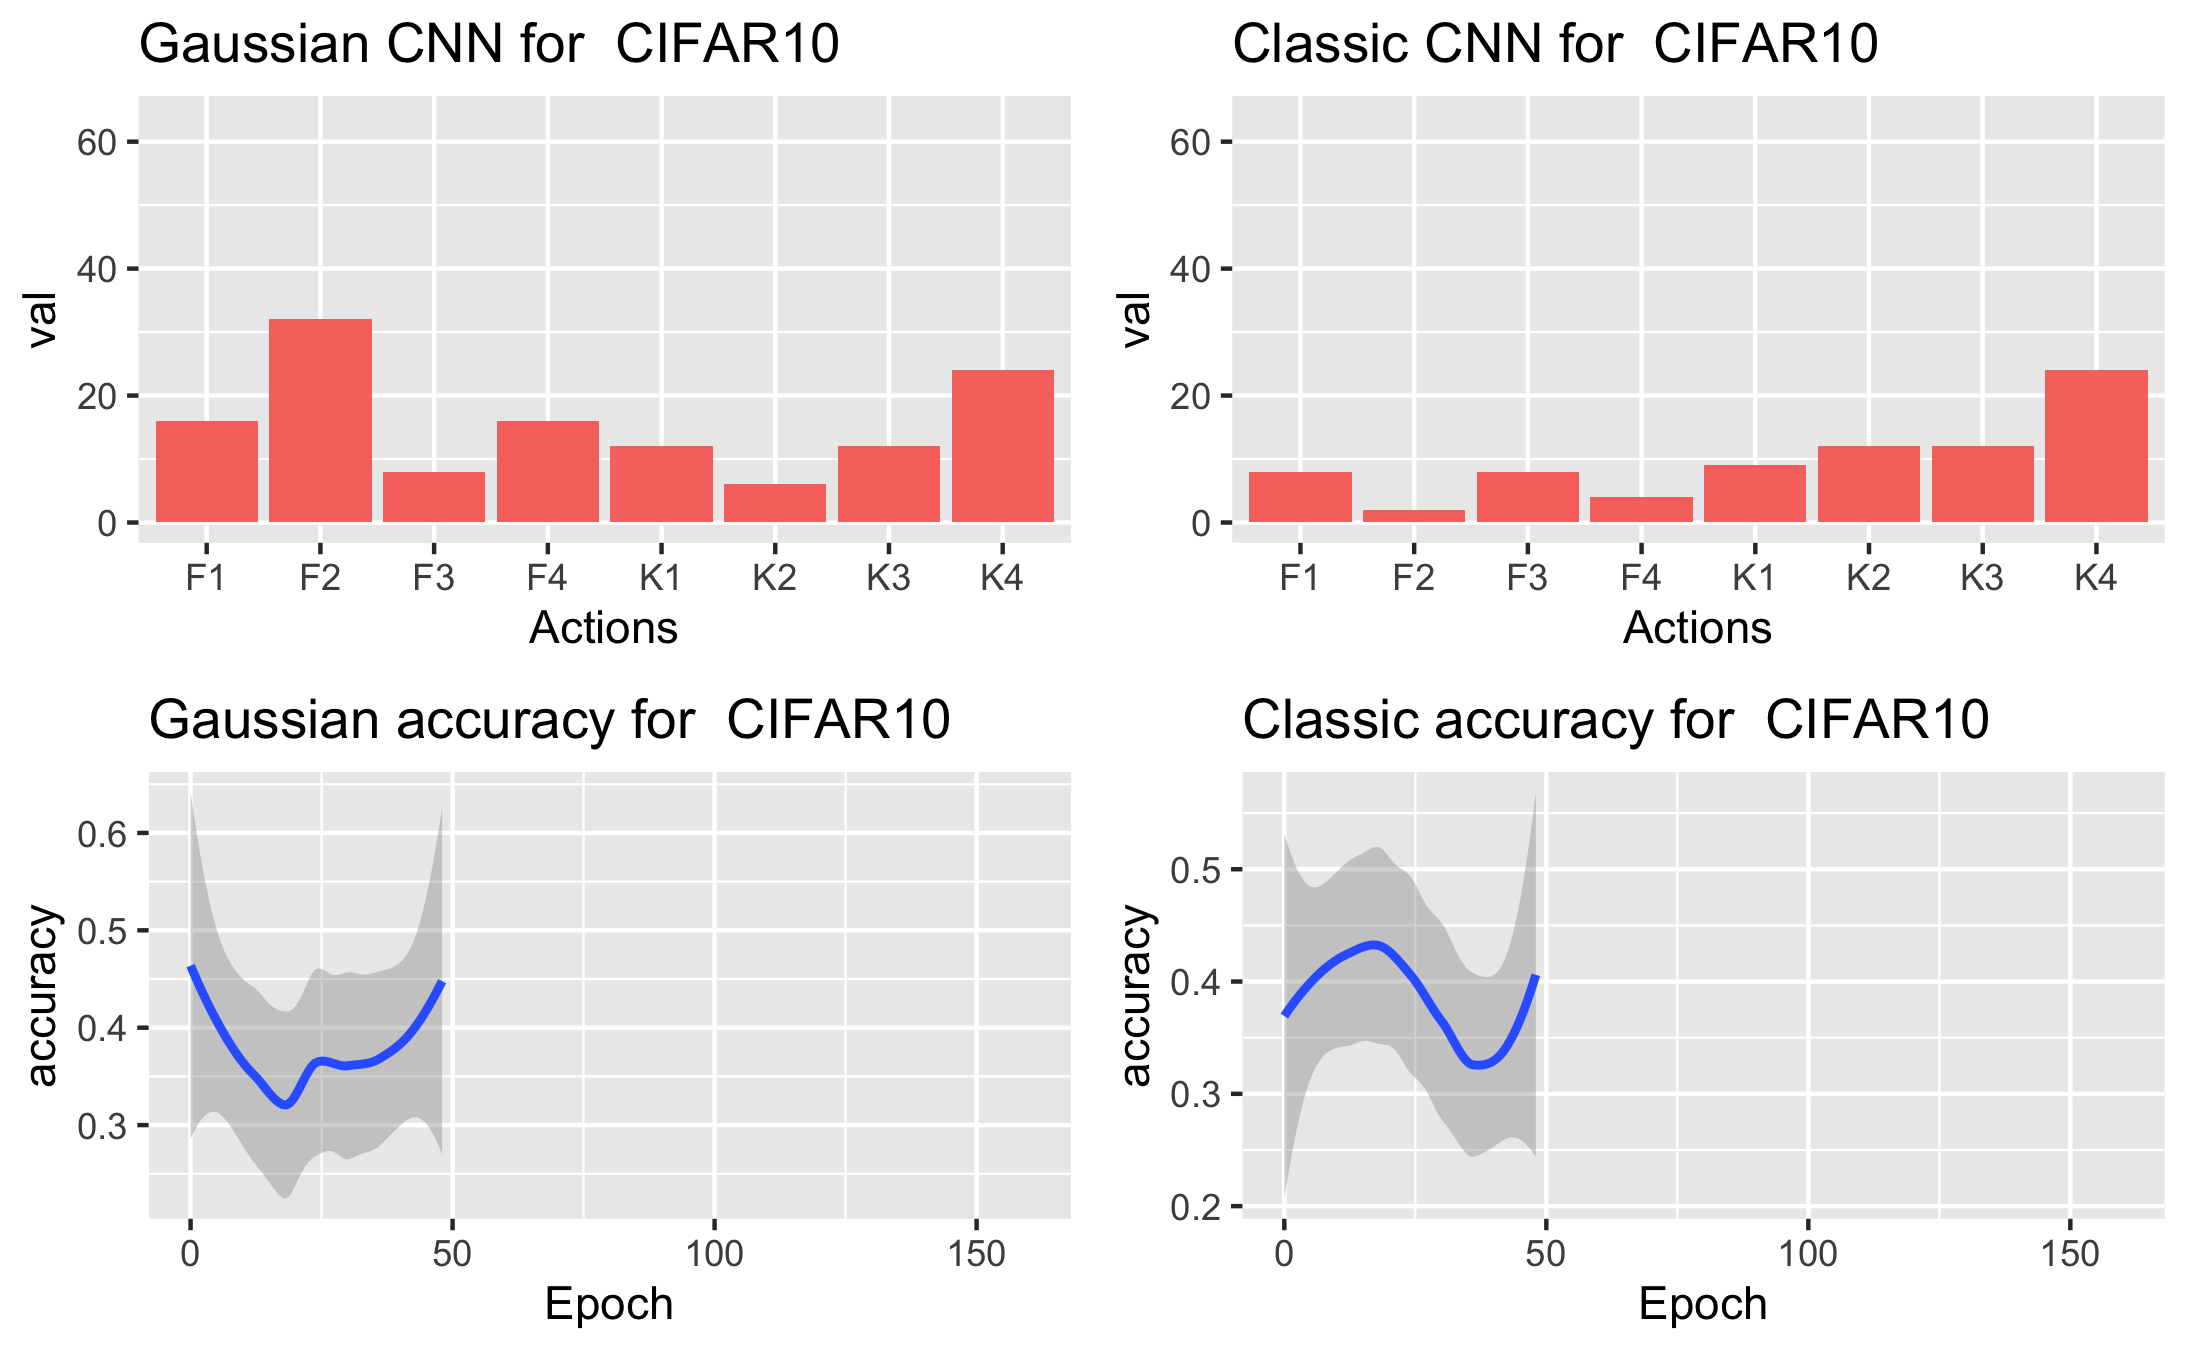 Gaussian CNN for  CIFAR10
60
40
20
0
val
F1 F2 F3 F4 K1 K2 K3 K4
Actions
Classic CNN for  CIFAR10
60
40
20
0
val
F1 F2 F3 F4 K1 K2 K3 K4
Actions
Gaussian accuracy for  CIFAR10
0.6
0.5
0.4
0.3
accuracy
0 50 100 150
Epoch
Classic accuracy for  CIFAR10
0.5
0.4
0.3
0.2
accuracy
0 50 100 150
Epoch